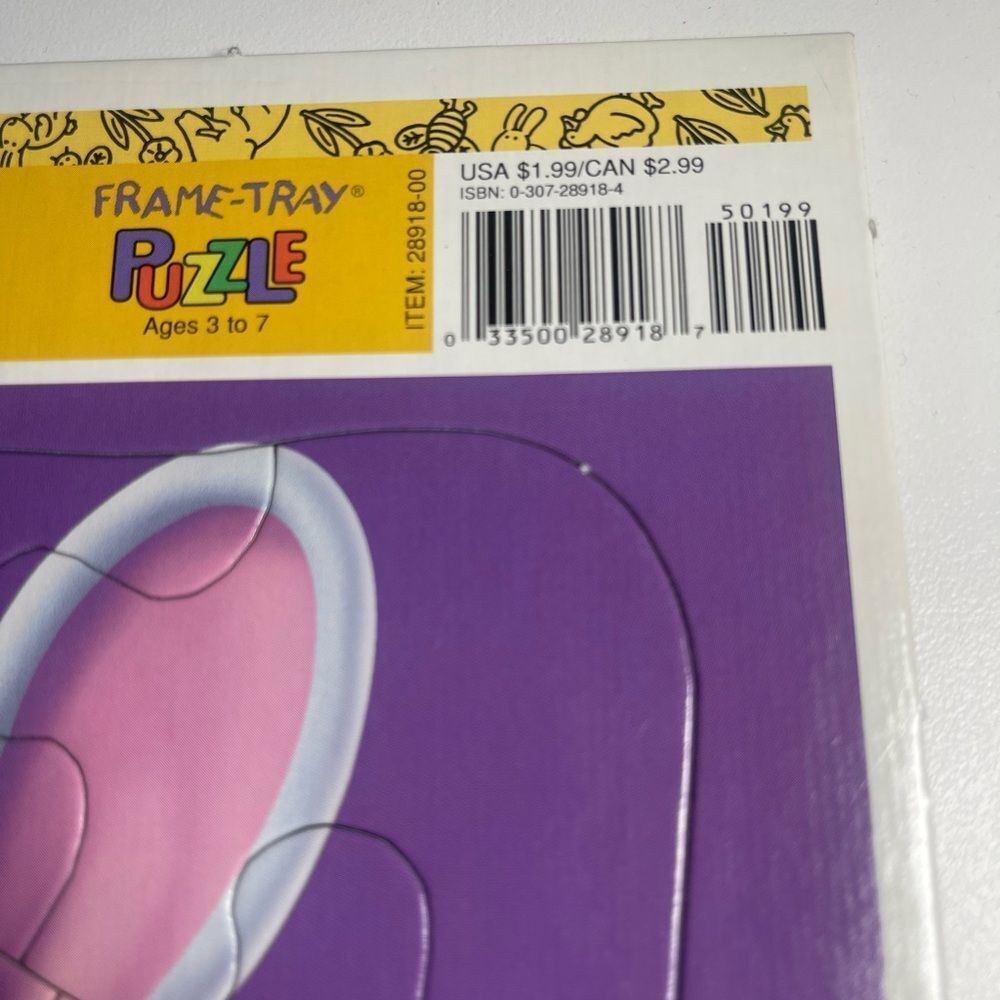 FRAME-TRAY®
PUZZLE
Ages 3 to 7
ITEM: 28918-00
USA $1.99/CAN $2.99
ISBN: 0-307-28918-4
50199
0 33500 28918 7